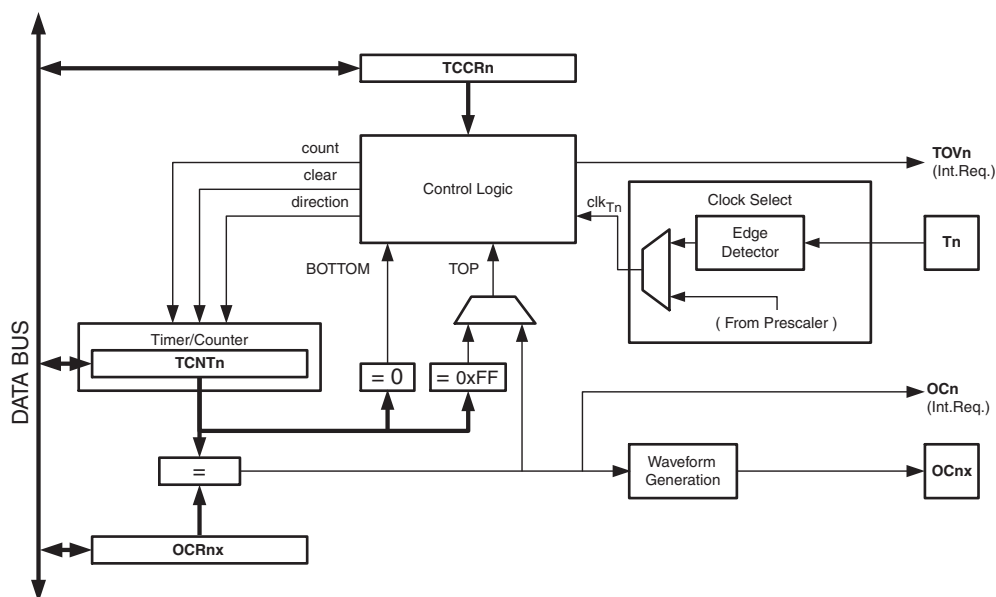 TCCRn
count
clear
direction
Control Logic
TOVn
(Int.Req.)
clkTn
Clock Select
Edge
Detector
Tn
( From Prescaler )
BOTTOM
TOP
Timer/Counter
TCNTn
= 0
= 0xFF
DATA BUS
OCn
(Int.Req.)
=
Waveform
Generation
OCnx
OCRnx